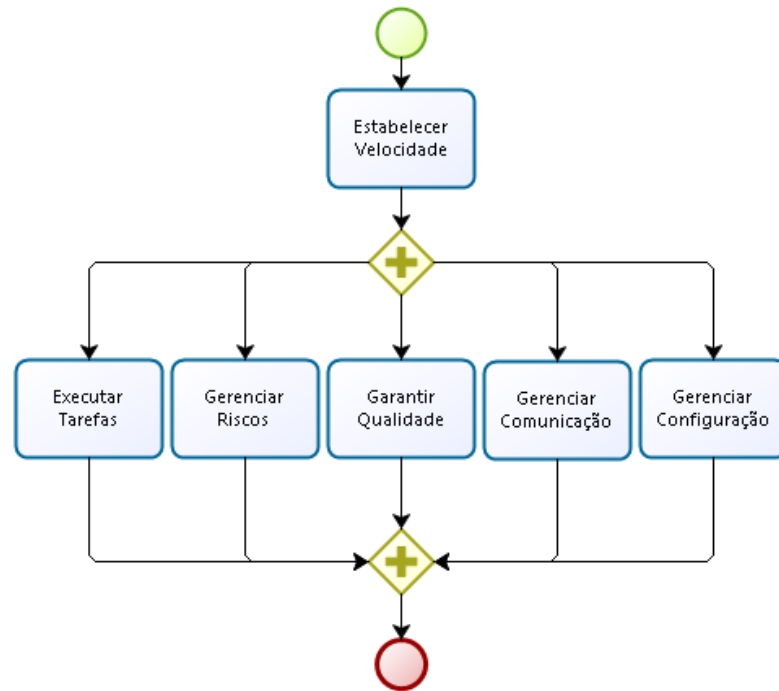 Estabelecer
Velocidade
Executar
Tarefas
Gerenciar
Riscos
Garantir
Qualidade
Gerenciar
Comunicação
Gerenciar
Configuração